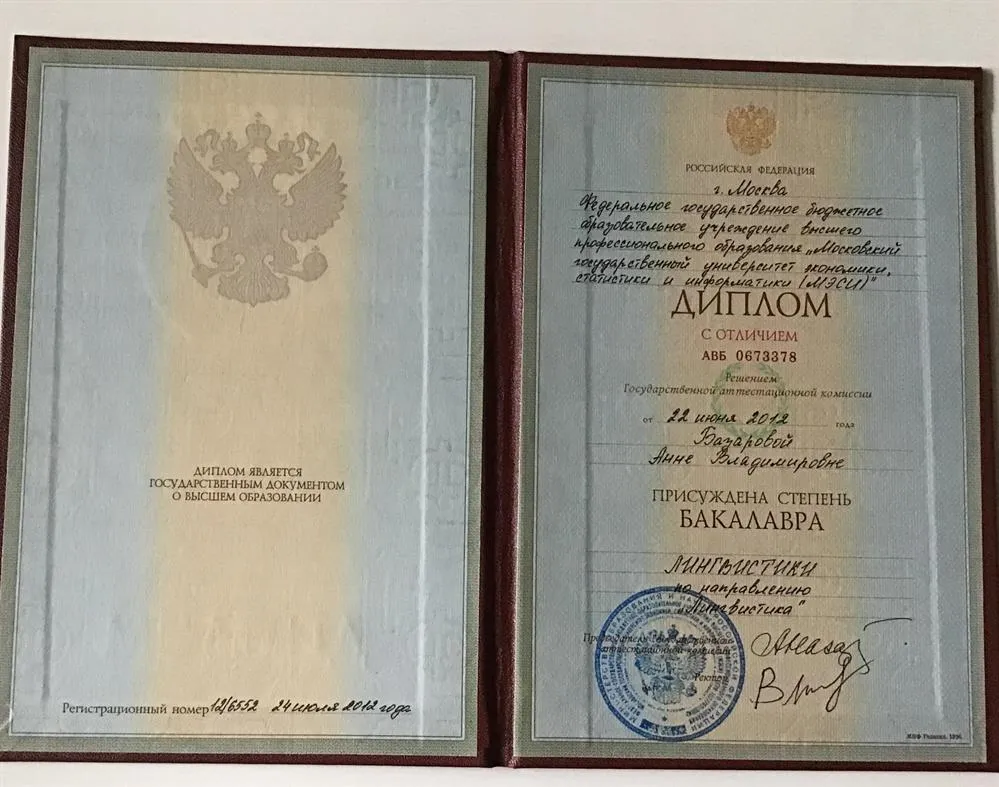 ДИПЛОМ ЯВЛЯЕТСЯ
ГОСУДАРСТВЕННЫМ ДОКУМЕНТОМ
О ВЫСШЕМ ОБРАЗОВАНИИ
Регистрационный номер 12/6552 24 июля 2012 года
РОССИЙСКАЯ ФЕДЕРАЦИЯ
г. Москва
Федеральное государственное бюджетное
образовательное учреждение высшего
профессионального образования „Московский
государственный университет экономики,
статистики и информатики (МЭСИ)"
ДИПЛОМ
С ОТЛИЧИЕМ
АВБ 0673378
Решением
Государственной аттестационной комиссии
от 22 июня 2012 года
Базаровой
Анне Владимировне
ПРИСУЖДЕНА СТЕПЕНЬ
БАКАЛАВРА
ЛИНГВИСТИКИ
по направлению
„Лингвистика"
Председатель Государственной
аттестационной комиссии
Ректор